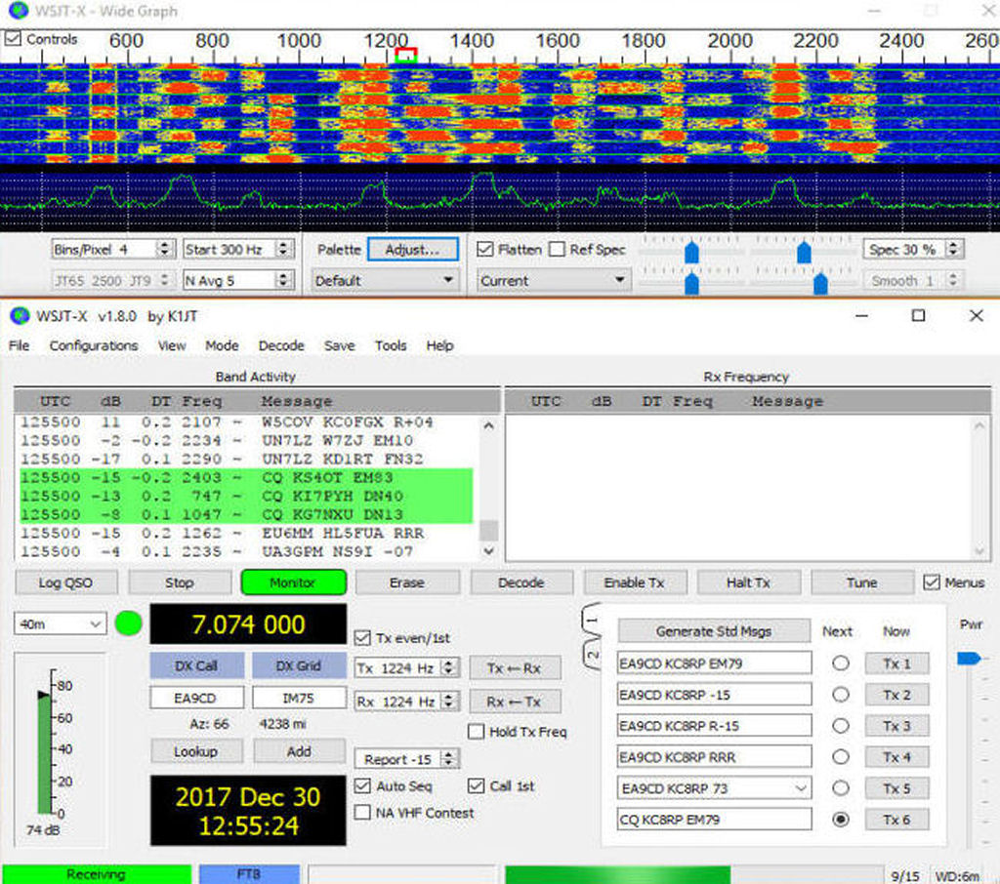 WSJT-X - Wide Graph
Controls 600 800 1000 1200 1400 1600 1800 2000 2200 2400 260
Bins/Pixel 4 Start 300 Hz Palette Adjust... Flatten Ref Spec Spec 30 %
JT65 2500 JT9 N Avg 5 Default Current Smooth 1
WSJT-X v1.8.0 by K1JT
File Configurations View Mode Decode Save Tools Help
Band Activity Rx Frequency
UTC dB DT Freq Message UTC dB DT Freq Message
125500 11 0.2 2107 ~ W5COV KC0FGX R+04
125500 -2 -0.2 2234 ~ UN7LZ W7ZJ EM10
125500 -17 0.1 2290 ~ UN7LZ KD1RT FN32
125500 -15 -0.2 2403 ~ CQ KS4OT EM83
125500 -13 0.2 747 ~ CQ KI7PYH DN40
125500 -8 0.1 1047 ~ CQ KG7NXU DN13
125500 -15 0.2 1262 ~ EU6MM HL5FUA RRR
125500 -4 0.1 2235 ~ UA3GPM NS9I -07
Log QSO Stop Monitor Erase Decode Enable Tx Halt Tx Tune Menus
40m 7.074 000 Tx even/1st 1 Generate Std Msgs Next Now Pwr
DX Call DX Grid Tx 1224 Hz Tx ← Rx 2 EA9CD KC8RP EM79 Tx 1
EA9CD IM75 Rx 1224 Hz Rx ← Tx EA9CD KC8RP -15 Tx 2
Az: 66 4238 mi Hold Tx Freq EA9CD KC8RP R-15 Tx 3
Lookup Add Report -15 EA9CD KC8RP RRR Tx 4
2017 Dec 30 Auto Seq Call 1st EA9CD KC8RP 73 Tx 5
12:55:24 NA VHF Contest CQ KC8RP EM79 Tx 6
80
60
40
20
0
74 dB
Receiving FT8 9/15 WD:6m